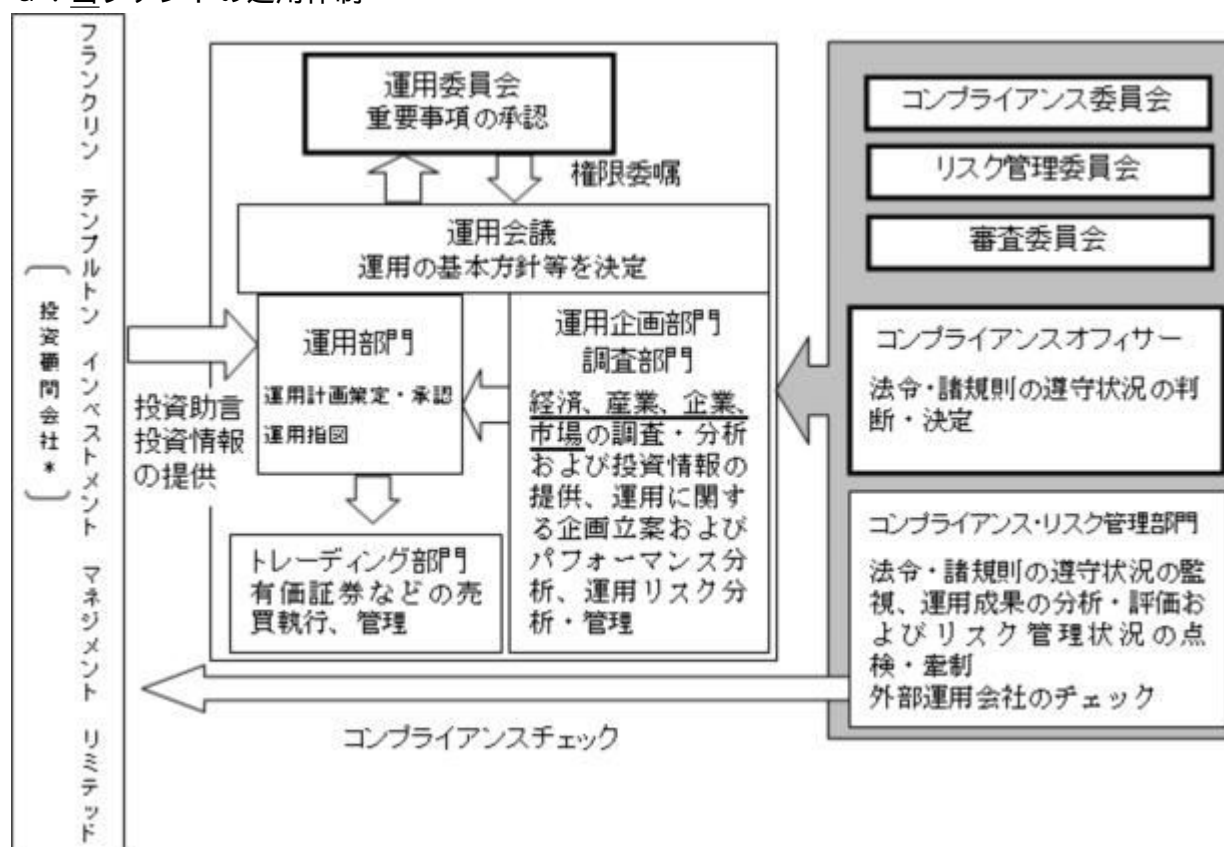 フランクリン テンプルトン インベストメント マネジメント リミテッド
〔投資顧問会社*〕
運用委員会
重要事項の承認
権限委嘱
運用会議
運用の基本方針等を決定
投資助言
投資情報
の提供
運用部門
運用計画策定・承認
運用指図
運用企画部門
調査部門
経済、産業、企業、
市場の調査・分析
および投資情報の
提供、運用に関す
る企画立案および
パフォーマンス分
析、運用リスク分
析・管理
トレーディング部門
有価証券などの売
買執行、管理
コンプライアンス委員会
リスク管理委員会
審査委員会
コンプライアンスオフィサー
法令・諸規則の遵守状況の判
断・決定
コンプライアンス・リスク管理部門
法令・諸規則の遵守状況の監
視、運用成果の分析・評価お
よびリスク管理状況の点
検・牽制
外部運用会社のチェック
コンプライアンスチェック